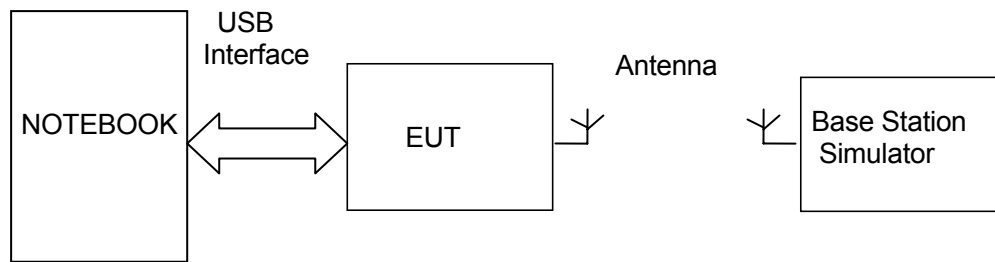 USB
Interface
Antenna
NOTEBOOK
EUT
Base Station
Simulator